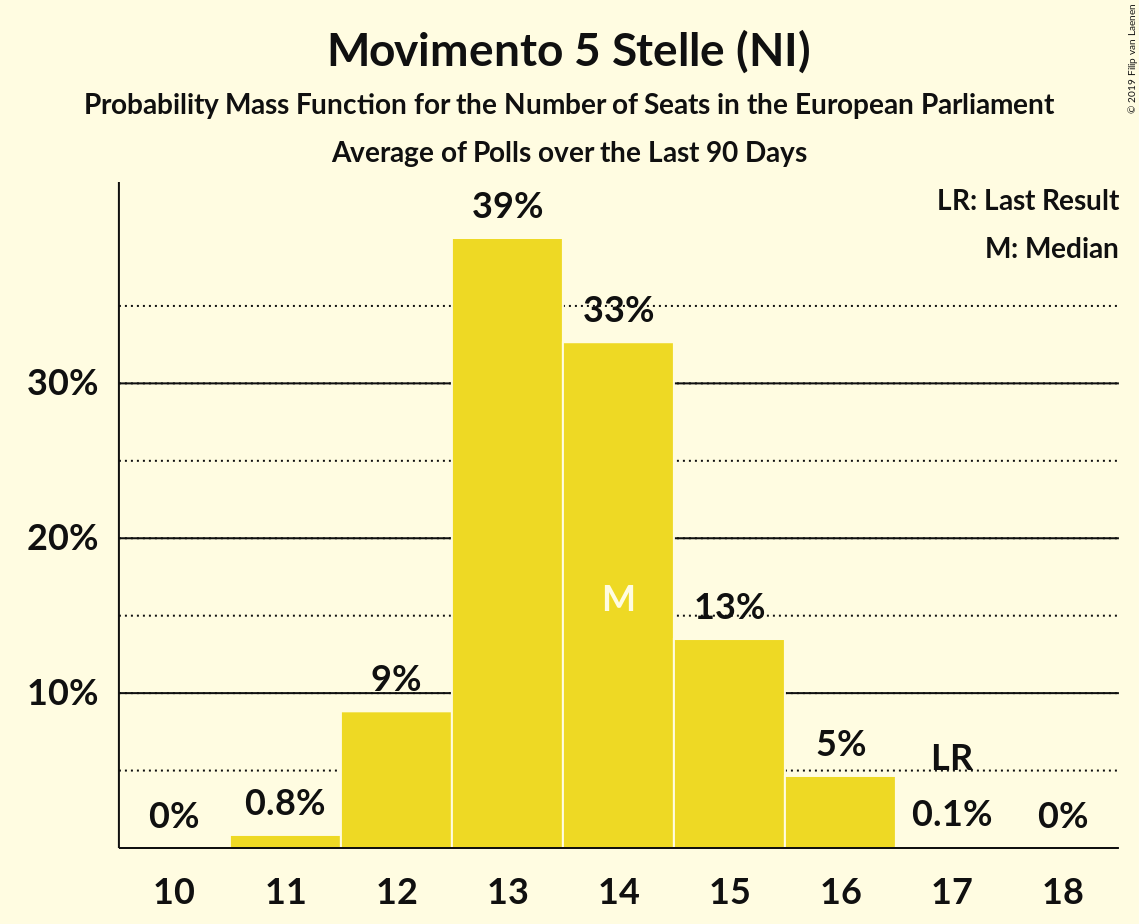 Movimento 5 Stelle (NI)
Probability Mass Function for the Number of Seats in the European Parliament
Average of Polls over the Last 90 Days
© 2019 Filip van Laenen
LR: Last Result
M: Median
39%
33%
30%
20%
M
13%
10%
9%
5%
LR
0.8%
0%
0.1%
0%
10 11 12 13 14 15 16 17 18